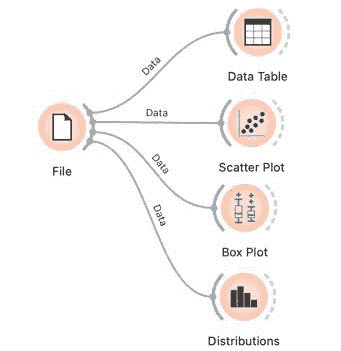 Data
Data Table
Data
Scatter Plot
File
Data
Box Plot
Data
Distributions